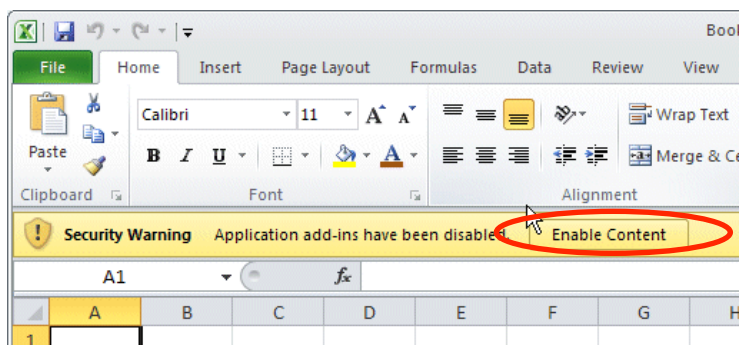 Book
File Home Insert Page Layout Formulas Data Review View
Calibri 11 A A Wrap Text
Paste B I U A Merge & Ce
Clipboard Font Alignment
Security Warning Application add-ins have been disabled. Enable Content
A1 fx
A B C D E F G H
1